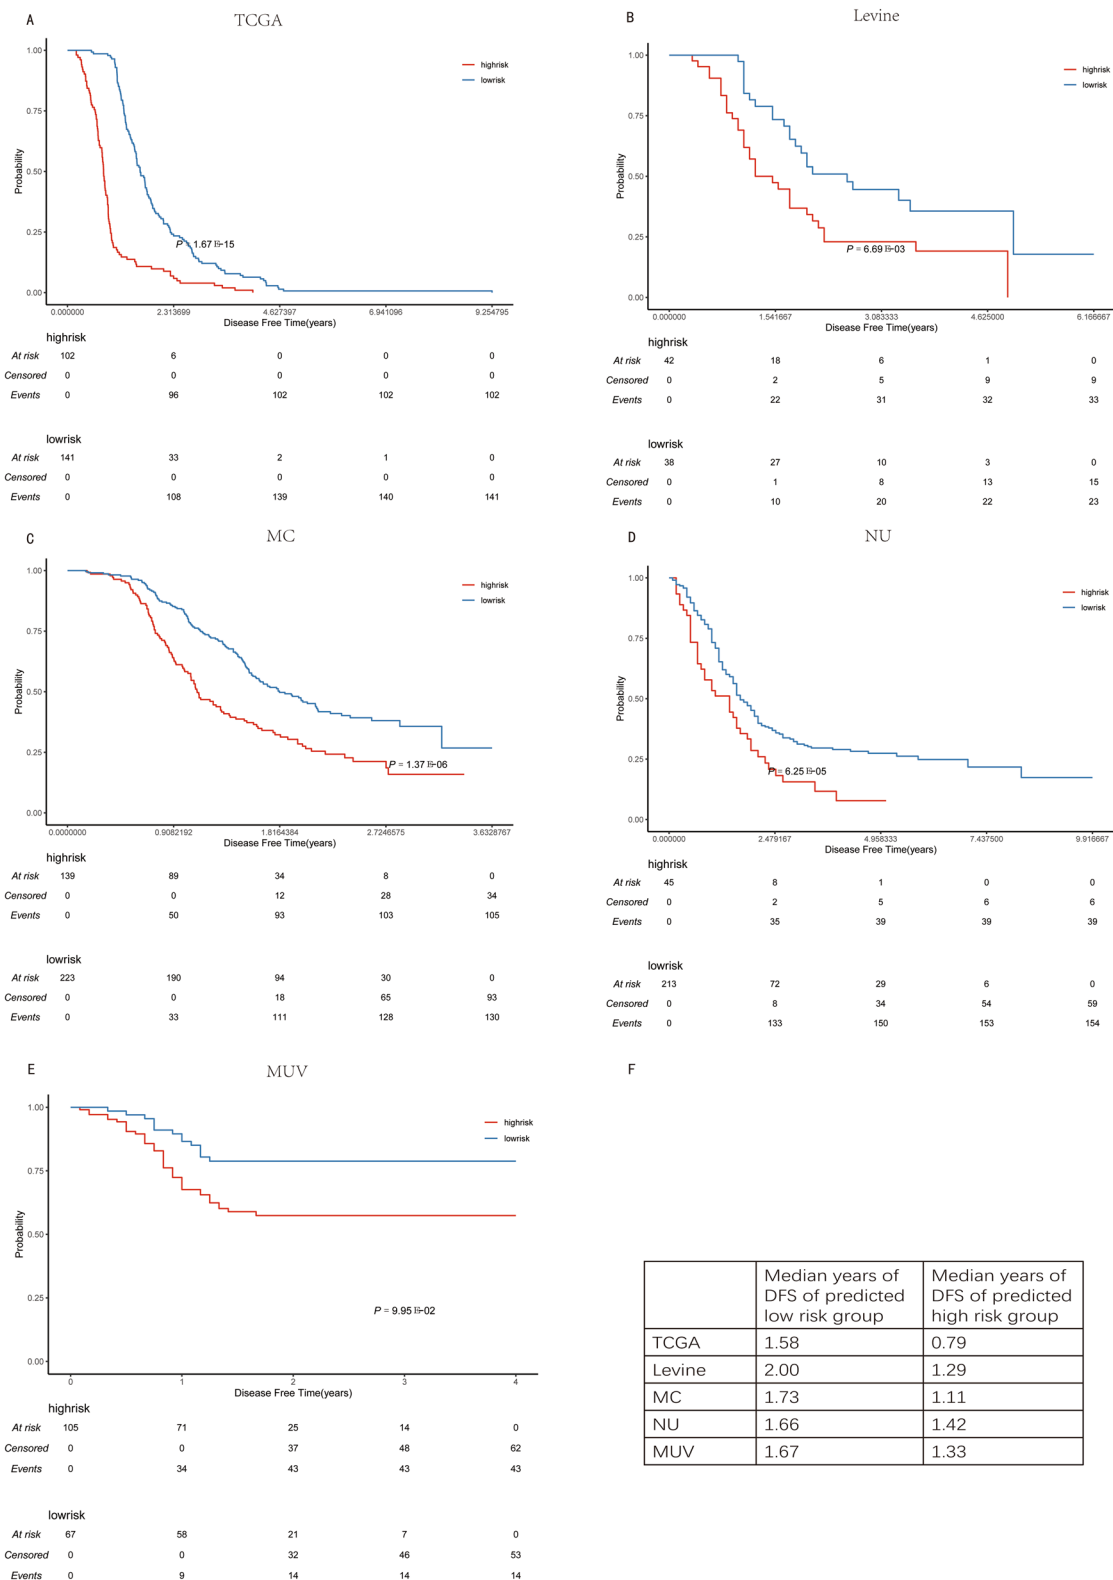 A
TCGA
1.00
0.75
0.50
0.25
0.00
Probability
highrisk
lowrisk
P = 1.67 E-15
0.000000 2.313699 4.627397 6.941096 9.254795
Disease Free Time(years)
highrisk
At risk 102 6 0 0 0
Censored 0 0 0 0 0
Events 0 96 102 102 102
lowrisk
At risk 141 33 2 1 0
Censored 0 0 0 0 0
Events 0 108 139 140 141
B
Levine
1.00
0.75
0.50
0.25
0.00
Probability
highrisk
lowrisk
P = 6.69 E-03
0.000000 1.541667 3.083333 4.625000 6.166667
Disease Free Time(years)
highrisk
At risk 42 18 6 1 0
Censored 0 2 5 9 9
Events 0 22 31 32 33
lowrisk
At risk 38 27 10 3 0
Censored 0 1 8 13 15
Events 0 10 20 22 23
C
MC
1.00
0.75
0.50
0.25
0.00
Probability
highrisk
lowrisk
P = 1.37 E-06
0.0000000 0.9082192 1.8164384 2.7246575 3.6328767
Disease Free Time(years)
highrisk
At risk 139 89 34 8 0
Censored 0 0 12 28 34
Events 0 50 93 103 105
lowrisk
At risk 223 190 94 30 0
Censored 0 0 18 65 93
Events 0 33 111 128 130
D
NU
1.00
0.75
0.50
0.25
0.00
Probability
highrisk
lowrisk
P = 6.25 E-05
0.000000 2.479167 4.958333 7.437500 9.916667
Disease Free Time(years)
highrisk
At risk 45 8 1 0 0
Censored 0 2 5 6 6
Events 0 35 39 39 39
lowrisk
At risk 213 72 29 6 0
Censored 0 8 34 54 59
Events 0 133 150 153 154
E
MUV
1.00
0.75
0.50
0.25
0.00
Probability
highrisk
lowrisk
P = 9.95 E-02
0 1 2 3 4
Disease Free Time(years)
highrisk
At risk 105 71 25 14 0
Censored 0 0 37 48 62
Events 0 34 43 43 43
lowrisk
At risk 67 58 21 7 0
Censored 0 0 32 46 53
Events 0 9 14 14 14
F
Median years of Median years of
DFS of predicted DFS of predicted
low risk group high risk group
TCGA 1.58 0.79
Levine 2.00 1.29
MC 1.73 1.11
NU 1.66 1.42
MUV 1.67 1.33